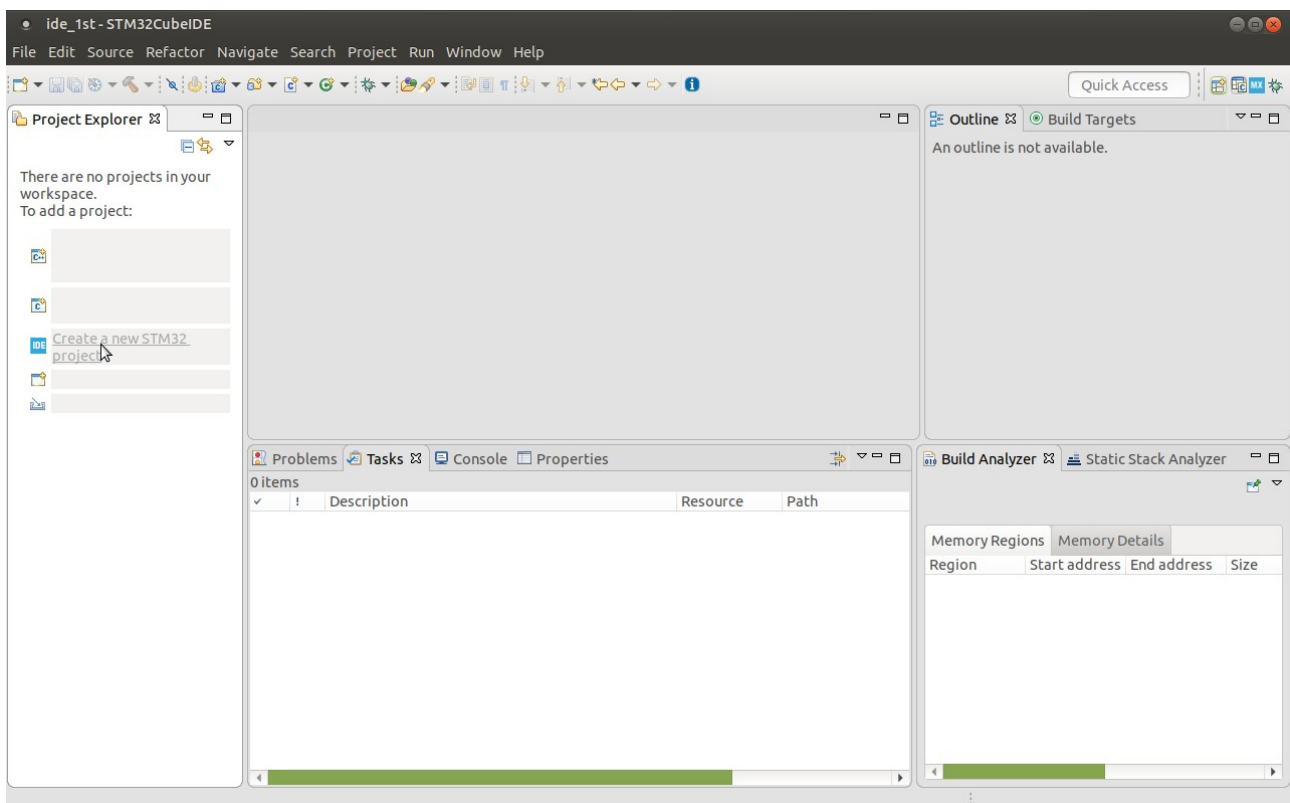 ide_1st - STM32CubeIDE
File Edit Source Refactor Navigate Search Project Run Window Help
Quick Access
MX
Project Explorer
Outline
Build Targets
There are no projects in your
workspace.
To add a project:
An outline is not available.
IDE
Create a new STM32
project
Problems
Tasks
Console
Properties
0 items
! Description Resource Path
010
Build Analyzer
Static Stack Analyzer
Memory Regions
Memory Details
Region Start address End address Size